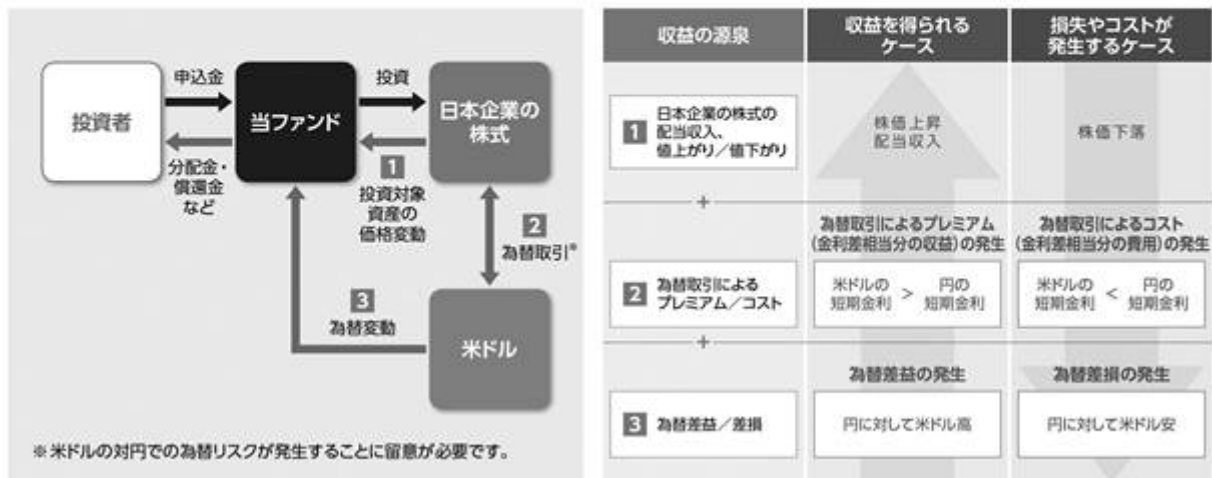 申込金
投資
投資者
当ファンド
日本企業の
株式
分配金・
償還金
など
1
投資対象
資産の
価格変動
2
為替取引※
3
為替変動
米ドル
※米ドルの対円での為替リスクが発生することに留意が必要です。
収益の源泉
収益を得られる
ケース
損失やコストが
発生するケース
1
日本企業の株式の
配当収入、
値上がり／値下がり
株価上昇
配当収入
株価下落
+
為替取引によるプレミアム
(金利差相当分の収益)の発生
為替取引によるコスト
(金利差相当分の費用)の発生
2
為替取引による
プレミアム／コスト
米ドルの
短期金利
>
円の
短期金利
米ドルの
短期金利
<
円の
短期金利
+
為替差益の発生
為替差損の発生
3
為替差益／差損
円に対して米ドル高
円に対して米ドル安